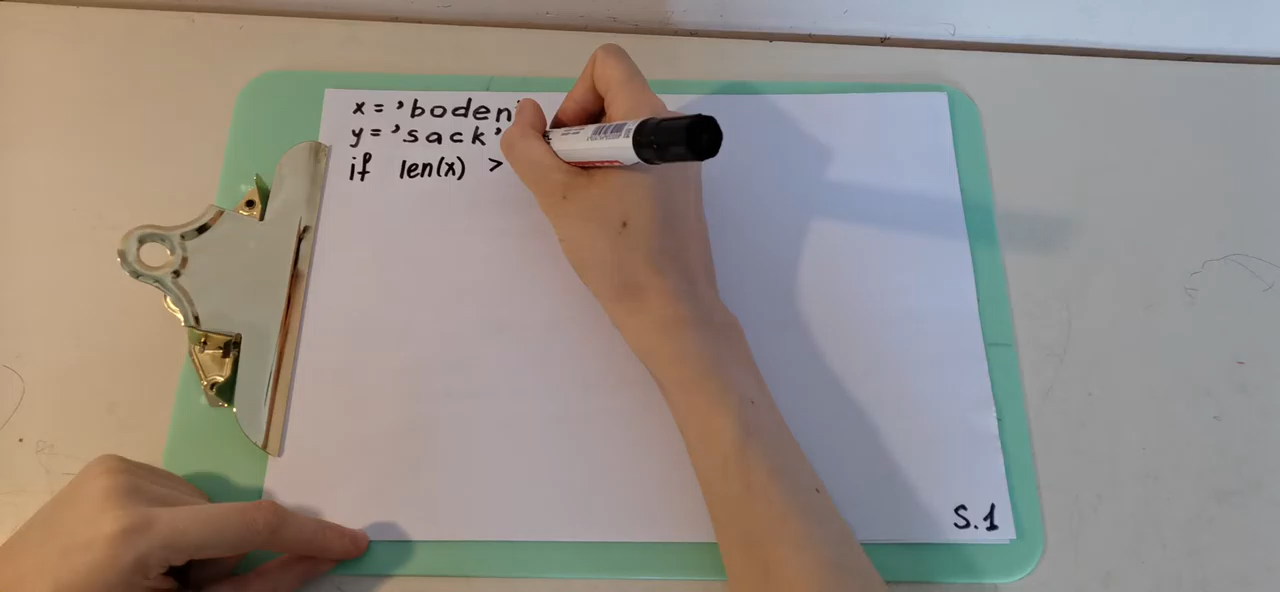 x = 'boden'
y = 'sack'
if len(x) >
S.1